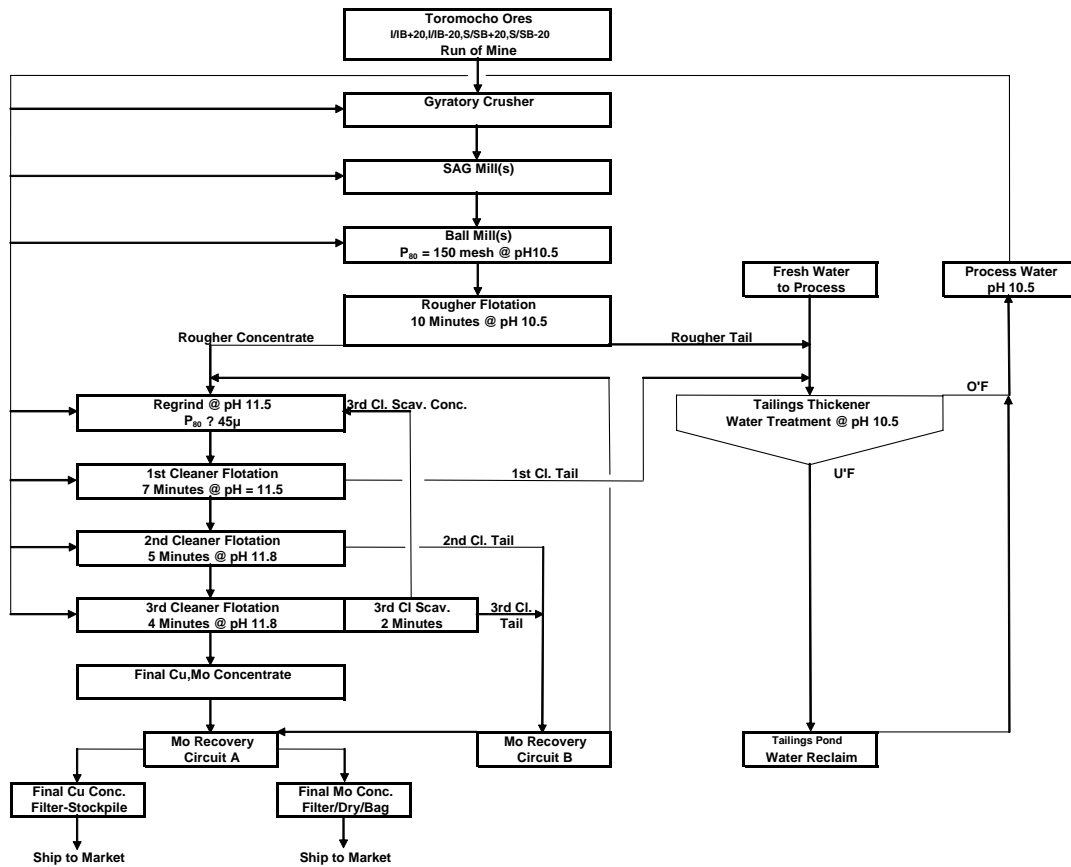 Toromocho Ores
I/IB+20,I/IB-20,S/SB+20,S/SB-20
Run of Mine
Gyratory Crusher
SAG Mill(s)
Ball Mill(s)
P₈₀ = 150 mesh @ pH10.5
Fresh Water
to Process
Process Water
pH 10.5
Rougher Flotation
10 Minutes @ pH 10.5
Rougher Concentrate
Rougher Tail
O'F
Regrind @ pH 11.5
P₈₀ ? 45µ
3rd Cl. Scav. Conc.
Tailings Thickener
Water Treatment @ pH 10.5
U'F
1st Cleaner Flotation
7 Minutes @ pH = 11.5
1st Cl. Tail
2nd Cleaner Flotation
5 Minutes @ pH 11.8
2nd Cl. Tail
3rd Cleaner Flotation
4 Minutes @ pH 11.8
3rd Cl Scav.
2 Minutes
3rd Cl.
Tail
Final Cu,Mo Concentrate
Mo Recovery
Circuit A
Mo Recovery
Circuit B
Tailings Pond
Water Reclaim
Final Cu Conc.
Filter-Stockpile
Final Mo Conc.
Filter/Dry/Bag
Ship to Market
Ship to Market